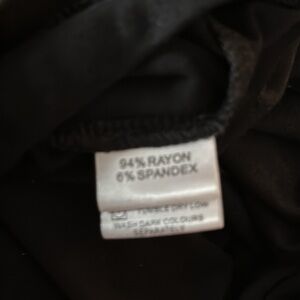 94% RAYON
6% SPANDEX
TUMBLE DRY LOW
WASH DARK COLOURS
SEPARATELY